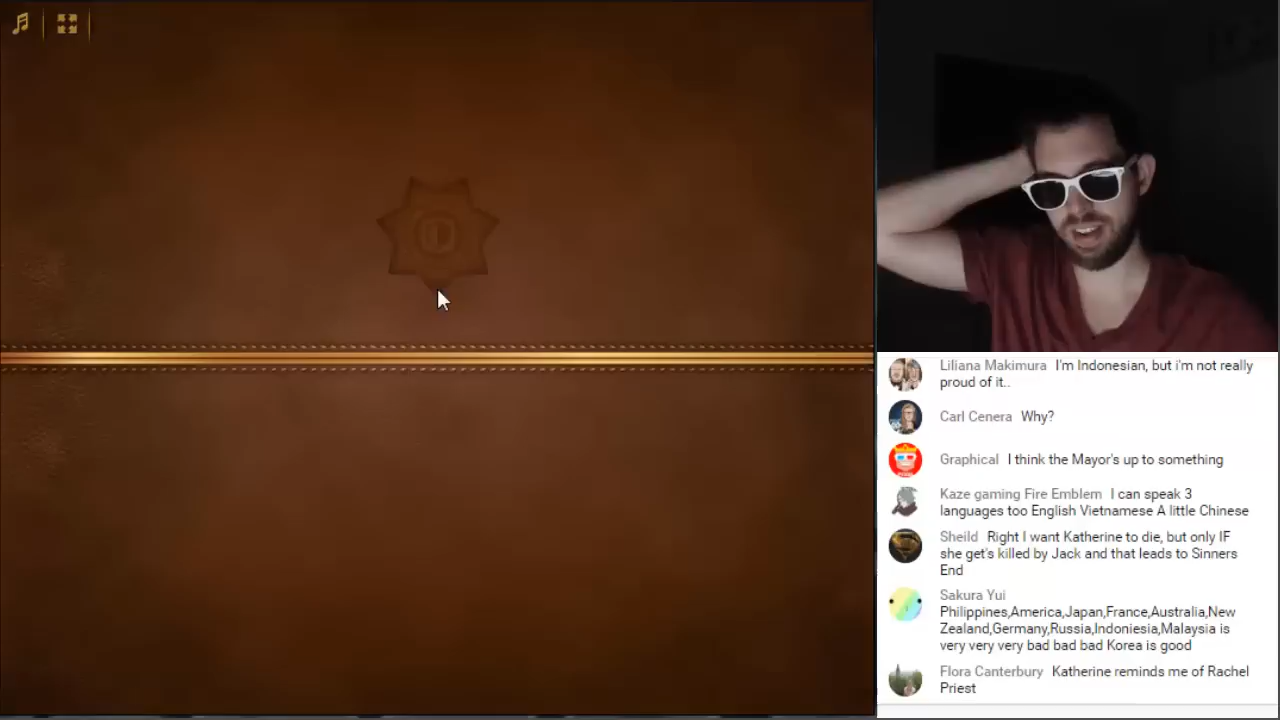 Liliana Makimura I'm Indonesian, but i'm not really
proud of it..
Carl Cenera Why?
Graphical I think the Mayor's up to something
Kaze gaming Fire Emblem I can speak 3
languages too English Vietnamese A little Chinese
Sheild Right I want Katherine to die, but only IF
she get's killed by Jack and that leads to Sinners
End
Sakura Yui
Philippines,America,Japan,France,Australia,New
Zealand,Germany,Russia,Indoniesia,Malaysia is
very very very bad bad bad Korea is good
Flora Canterbury Katherine reminds me of Rachel
Priest